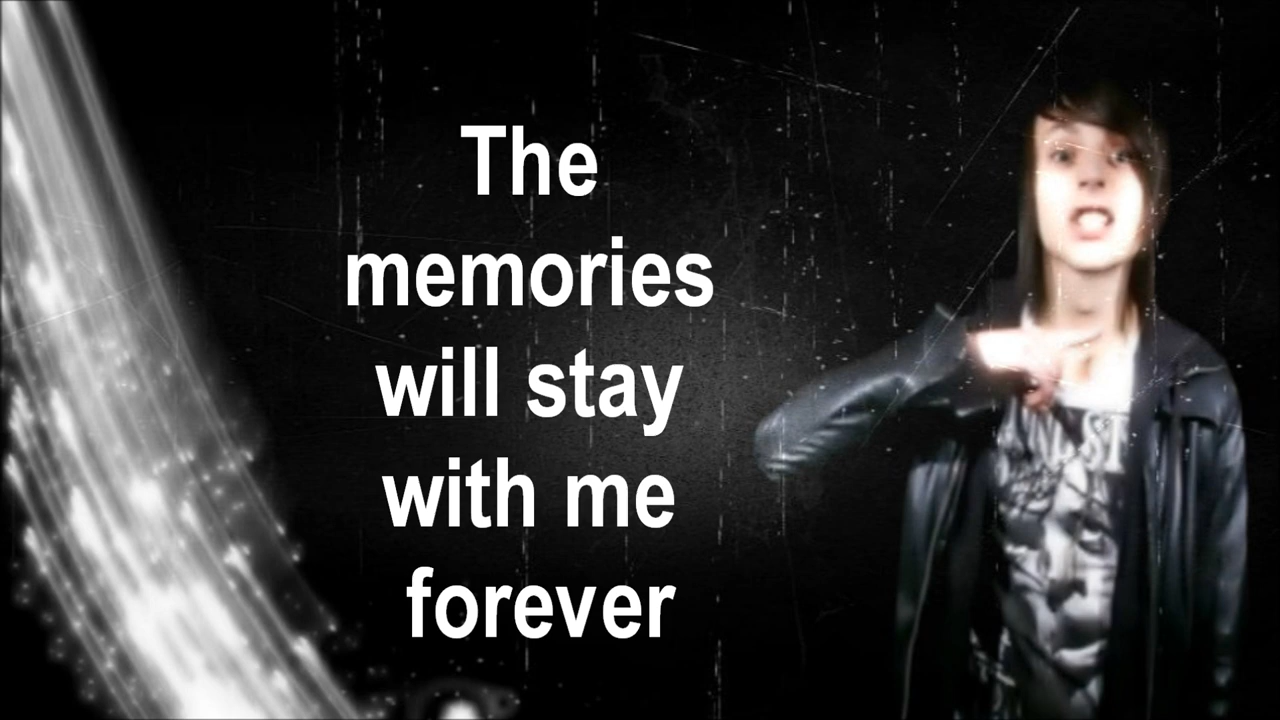 The
memories
will stay
with me
forever